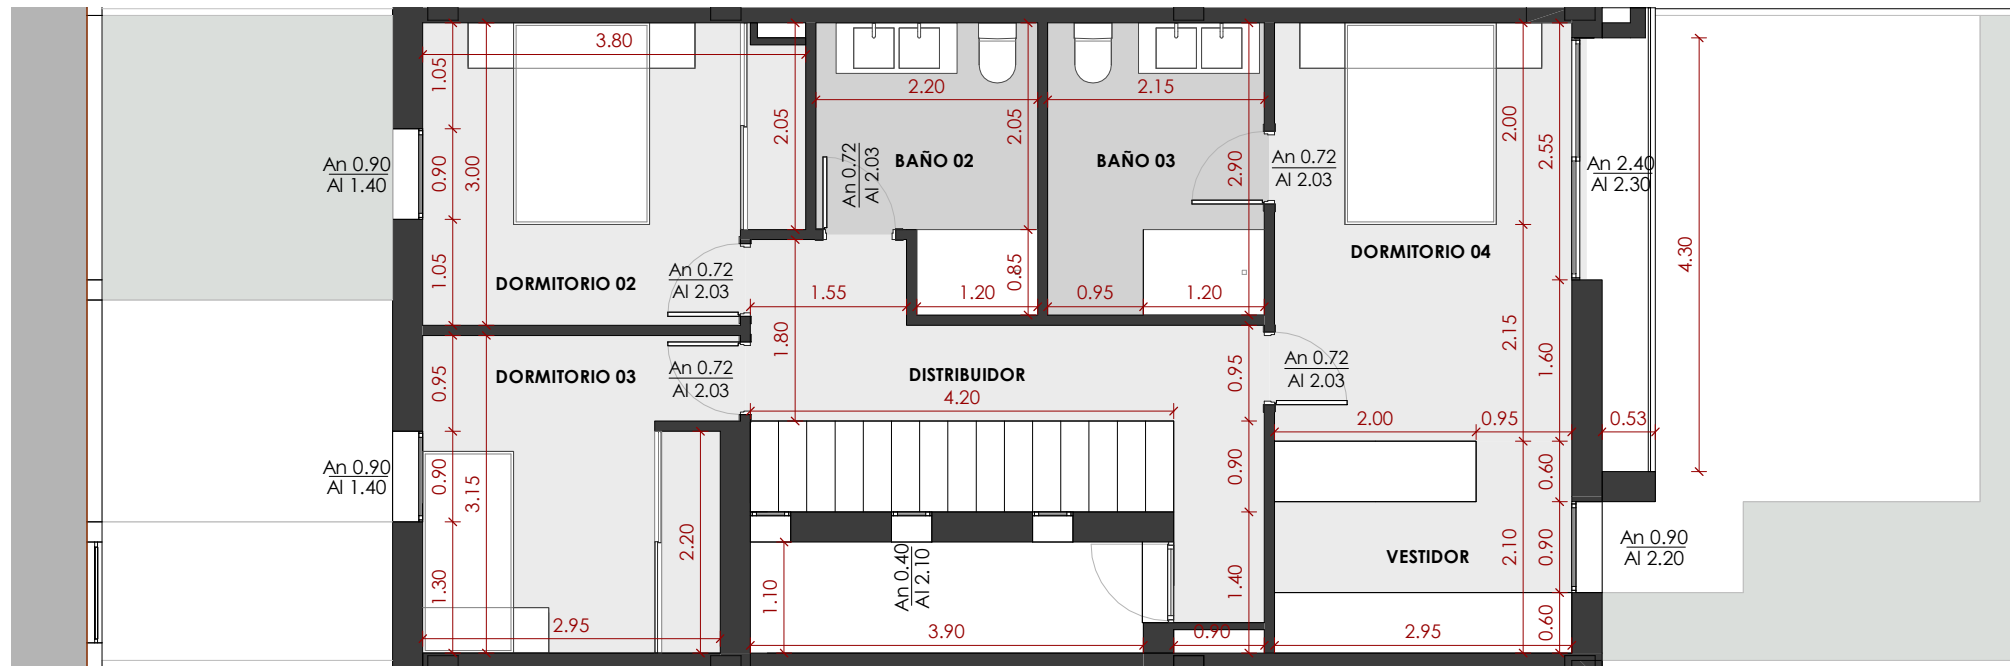 3.80
1.05
0.90
3.00
1.05
An 0.90
Al 1.40
DORMITORIO 02
An 0.72
Al 2.03
2.05
2.20
2.05
BAÑO 02
An 0.72
Al 2.03
0.85
1.20
1.55
1.80
2.15
BAÑO 03
2.90
0.95
1.20
An 0.72
Al 2.03
2.00
2.55
An 2.40
Al 2.30
DORMITORIO 04
4.30
2.15
1.60
An 0.72
Al 2.03
0.95
DORMITORIO 03
An 0.72
Al 2.03
0.95
DISTRIBUIDOR
4.20
2.00
0.95
0.53
An 0.90
Al 1.40
0.90
3.15
1.30
2.20
2.95
0.90
1.40
1.10
An 0.40
Al 2.10
3.90
0.90
0.60
2.10
0.90
VESTIDOR
An 0.90
Al 2.20
2.95
0.60